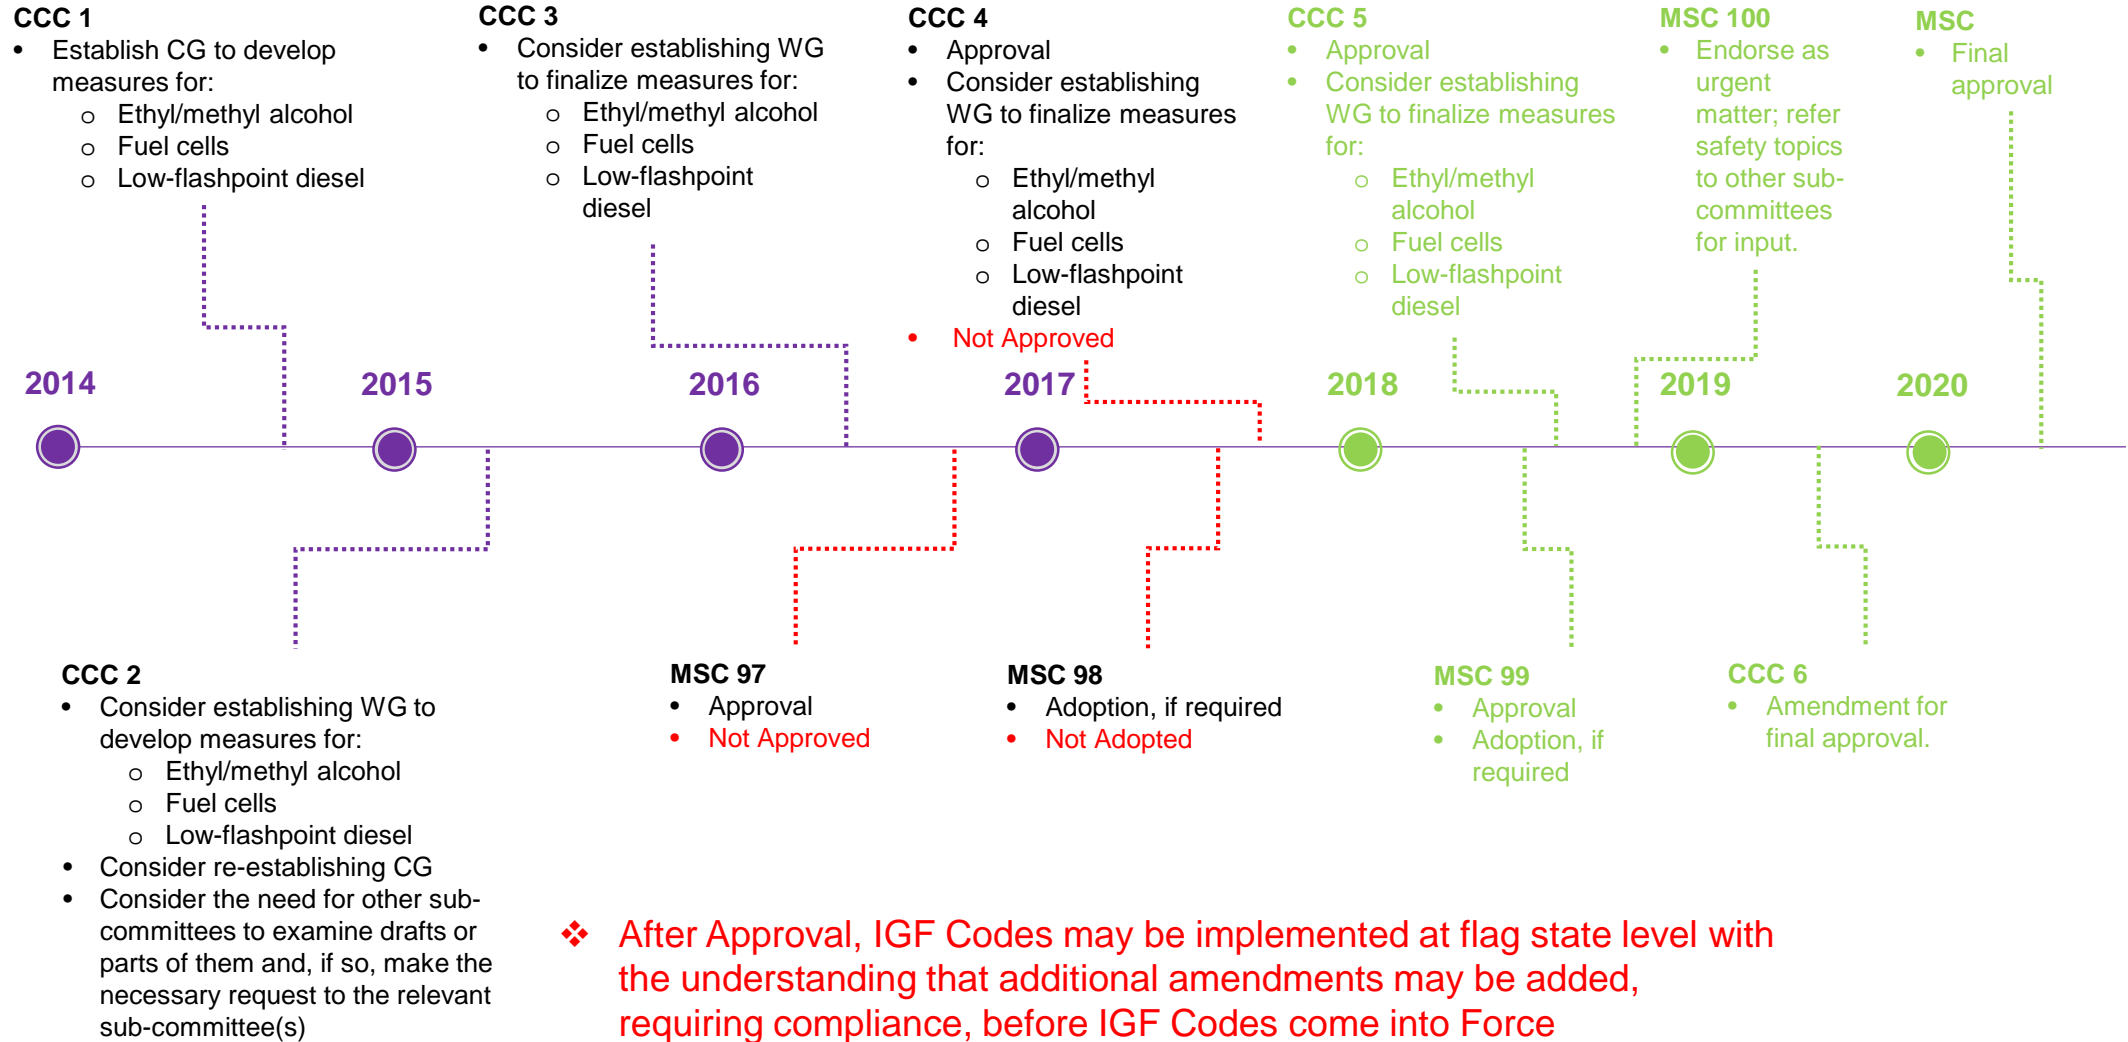 CCC 1
• Establish CG to develop
measures for:
o Ethyl/methyl alcohol
o Fuel cells
o Low-flashpoint diesel
CCC 3
• Consider establishing WG
to finalize measures for:
o Ethyl/methyl alcohol
o Fuel cells
o Low-flashpoint
diesel
CCC 4
• Approval
• Consider establishing
WG to finalize measures
for:
o Ethyl/methyl
alcohol
o Fuel cells
o Low-flashpoint
diesel
• Not Approved
CCC 5
• Approval
• Consider establishing
WG to finalize measures
for:
o Ethyl/methyl
alcohol
o Fuel cells
o Low-flashpoint
diesel
MSC 100
• Endorse as
urgent
matter; refer
safety topics
to other sub-
committees
for input.
MSC
• Final
approval
2014
2015
2016
2017
2018
2019
2020
CCC 2
• Consider establishing WG to
develop measures for:
o Ethyl/methyl alcohol
o Fuel cells
o Low-flashpoint diesel
• Consider re-establishing CG
• Consider the need for other sub-
committees to examine drafts or
parts of them and, if so, make the
necessary request to the relevant
sub-committee(s)
MSC 97
• Approval
• Not Approved
MSC 98
• Adoption, if required
• Not Adopted
MSC 99
• Approval
• Adoption, if
required
CCC 6
• Amendment for
final approval.
❖ After Approval, IGF Codes may be implemented at flag state level with
the understanding that additional amendments may be added,
requiring compliance, before IGF Codes come into Force